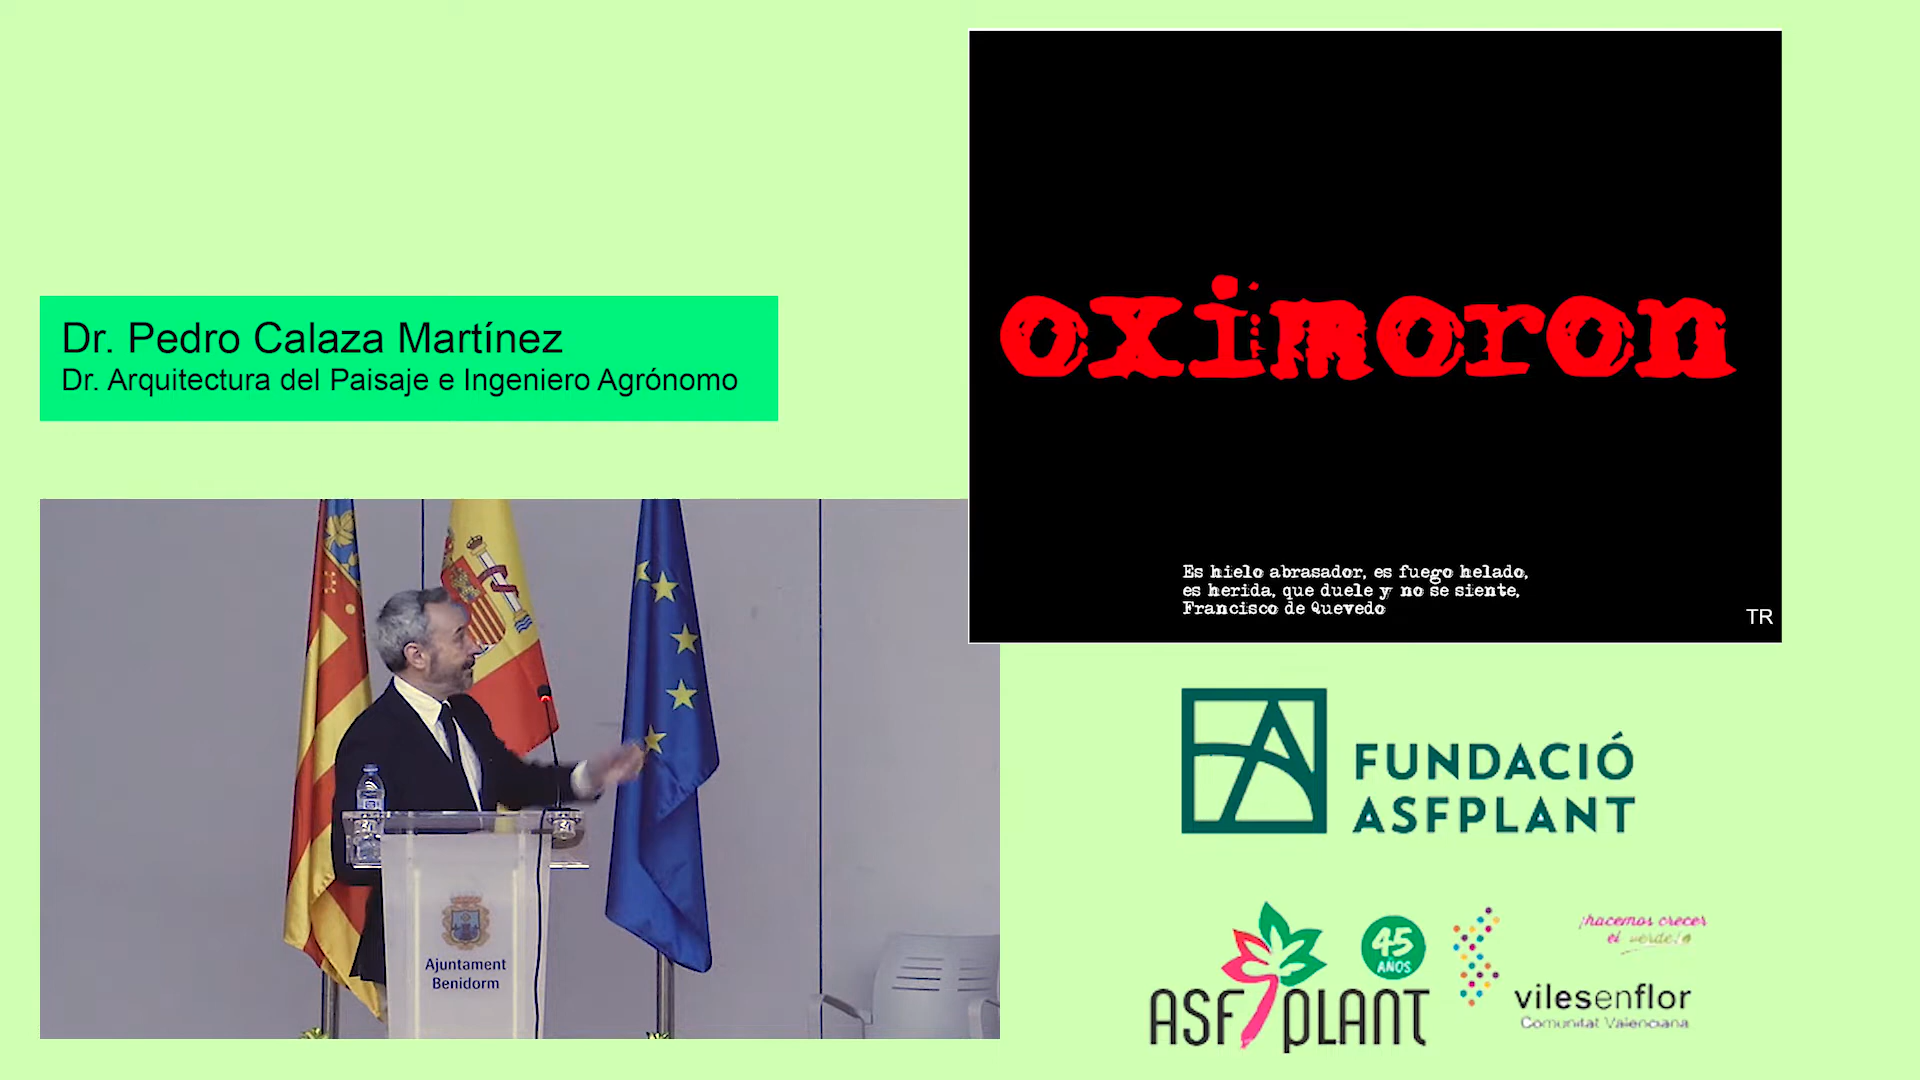 Dr. Pedro Calaza Martínez
Dr. Arquitectura del Paisaje e Ingeniero Agrónomo
oximoron
Es hielo abrasador, es fuego helado,
es herida, que duele y no se siente,
Francisco de Quevedo
TR
Ajuntament
Benidorm
FUNDACIÓ
ASFPLANT
ASFPLANT
45
AÑOS
¡hacemos crecer
el verde!
vilesenflor
Comunitat Valenciana